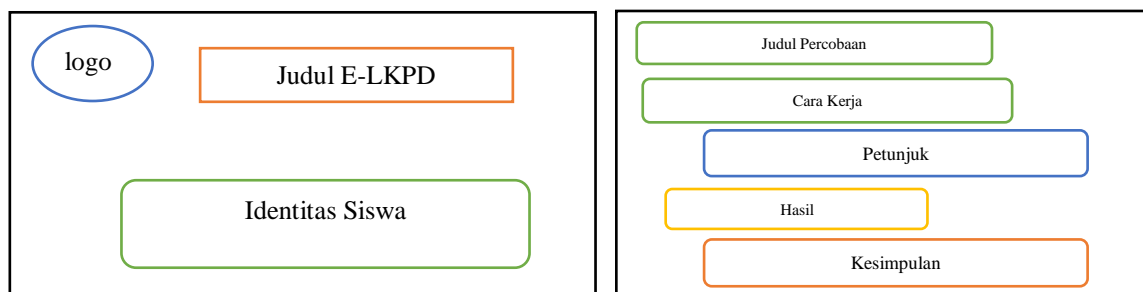 logo
Judul E-LKPD
Identitas Siswa
Judul Percobaan
Cara Kerja
Petunjuk
Hasil
Kesimpulan